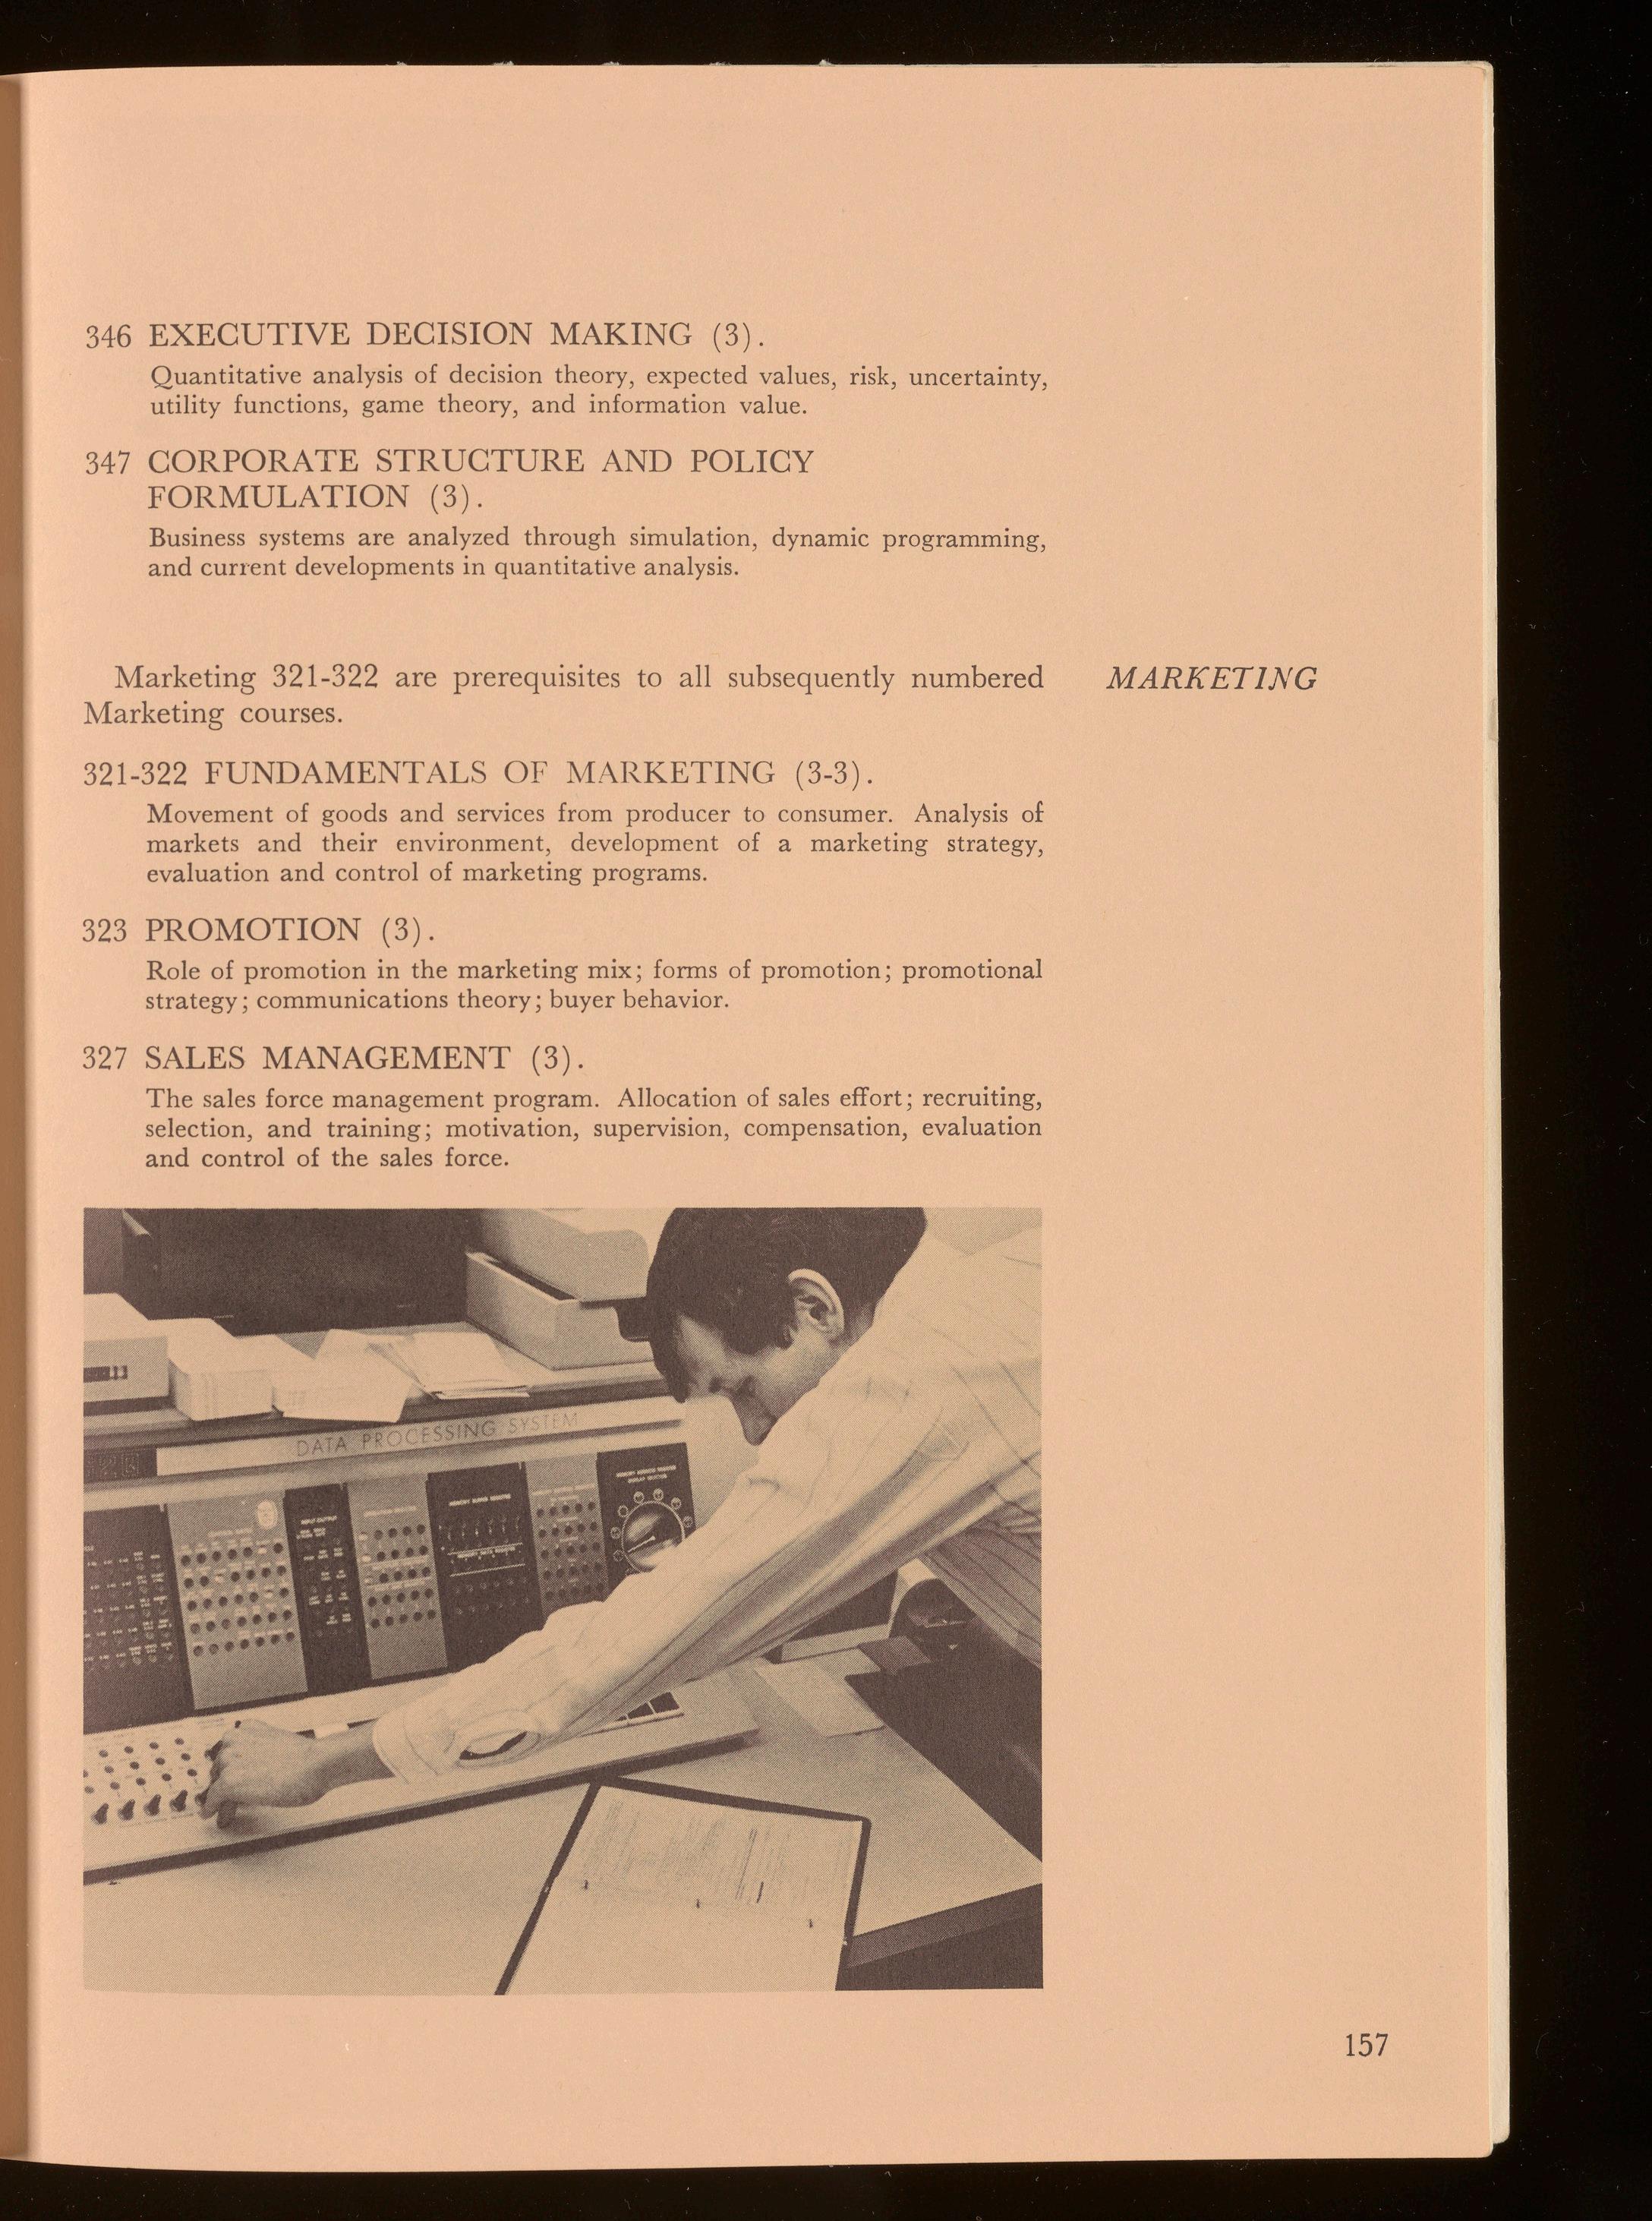 346 EXECUTIVE DECISION MAKING (3).
Quantitative analysis of decision theory, expected values, risk, uncertainty,
utility functions, game theory, and information value.
347 CORPORATE STRUCTURE AND POLICY
FORMULATION (3).
Business systems are analyzed through simulation, dynamic programming,
and current developments in quantitative analysis.
Marketing 321-322 are prerequisites to all subsequently numbered
Marketing courses.
MARKETING
321-322 FUNDAMENTALS OF MARKETING (3-3).
Movement of goods and services from producer to consumer. Analysis of
markets and their environment, development of a marketing strategy,
evaluation and control of marketing programs.
323 PROMOTION (3).
Role of promotion in the marketing mix; forms of promotion; promotional
strategy; communications theory; buyer behavior.
327 SALES MANAGEMENT (3).
The sales force management program. Allocation of sales effort; recruiting,
selection, and training; motivation, supervision, compensation, evaluation
and control of the sales force.
DATA PROCESSING SYSTEM
157